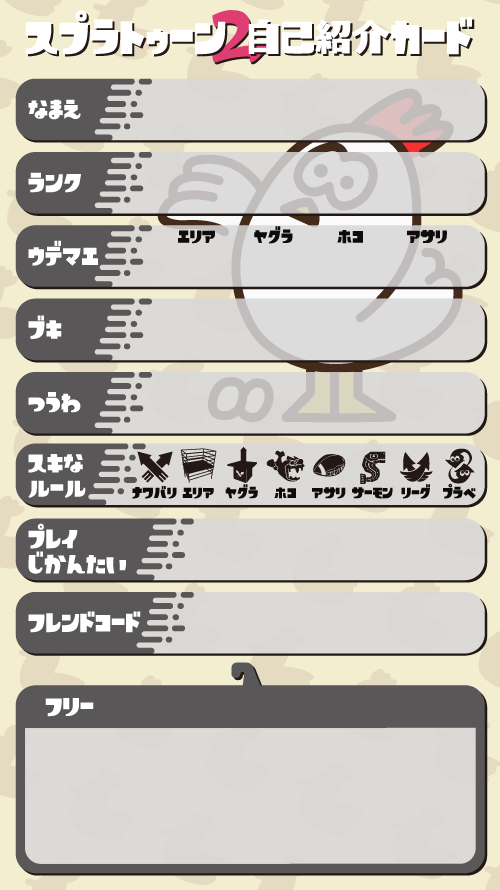 スプラトゥーン2自己紹介カード
なまえ
ランク
エリア ヤグラ ホコ アサリ
ウデマエ
ブキ
つうわ
スキな
ルール
ナワバリ エリア ヤグラ ホコ アサリ サーモン リーグ プラベ
プレイ
じかんたい
フレンドコード
フリー